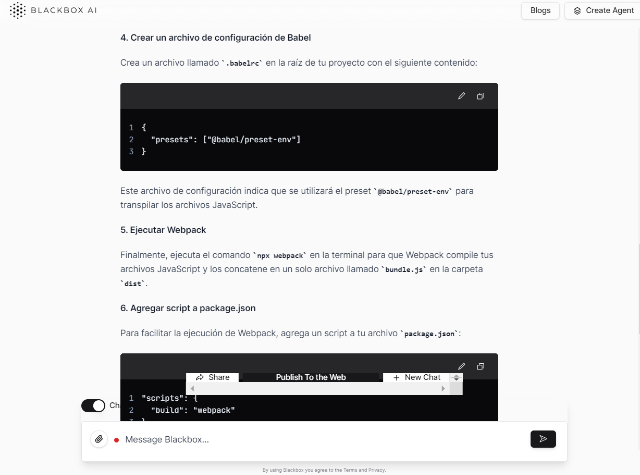 BLACKBOX AI
Blogs
Create Agent
4. Crear un archivo de configuración de Babel
Crea un archivo llamado `.babelrc` en la raíz de tu proyecto con el siguiente contenido:
1 {
2 "presets": ["@babel/preset-env"]
3 }
Este archivo de configuración indica que se utilizará el preset `@babel/preset-env` para
transpilar los archivos JavaScript.
5. Ejecutar Webpack
Finalmente, ejecuta el comando `npx webpack` en la terminal para que Webpack compile tus
archivos JavaScript y los concatene en un solo archivo llamado `bundle.js` en la carpeta
`dist`.
6. Agregar script a package.json
Para facilitar la ejecución de Webpack, agrega un script a tu archivo `package.json`:
Share
Publish To the Web
+ New Chat
1 "scripts": {
2 "build": "webpack"
Message Blackbox...
By using Blackbox you agree to the Terms and Privacy.